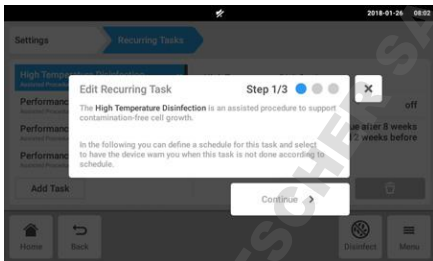 2018-01-26 08:02
Settings
Recurring Tasks
High Temperature Disinfection
Performanc
off
Performanc
ue after 8 weeks
2 weeks before
Performanc
Edit Recurring Task
Step 1/3
The High Temperature Disinfection is an assisted procedure to support
contamination-free cell growth.
In the following you can define a schedule for this task and select
to have the device warn you when this task is not done according to
schedule.
Add Task
Continue
Home
Back
Disinfect
Menu